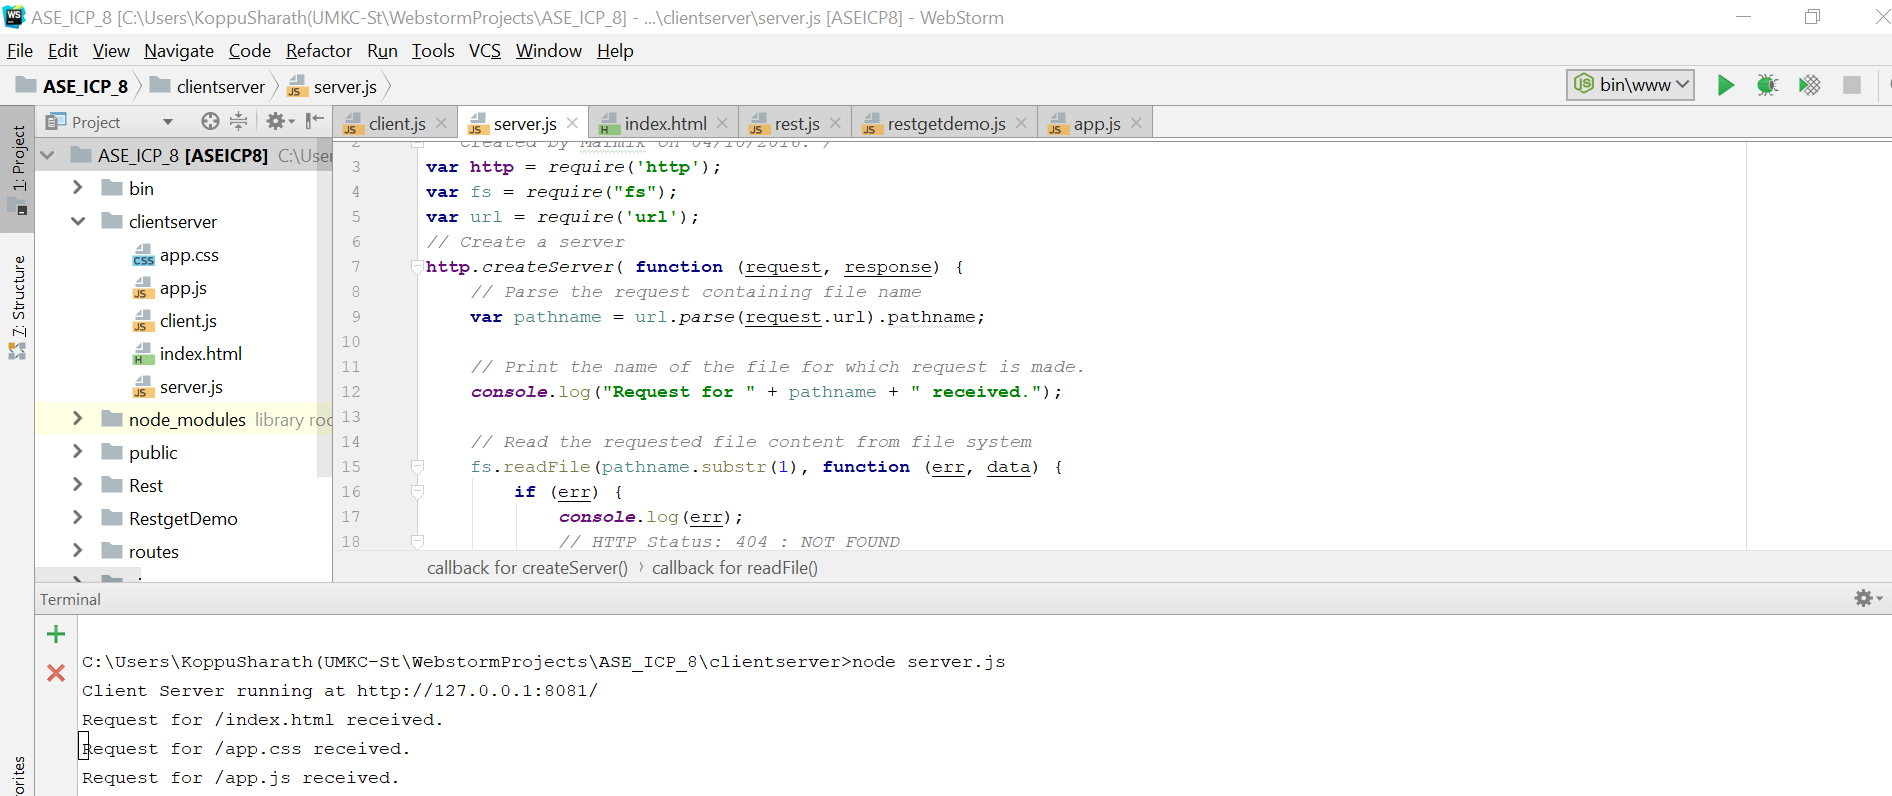 ASE_ICP_8 [C:\Users\KoppuSharath(UMKC-St\WebstormProjects\ASE_ICP_8] - ...\clientserver\server.js [ASEICP8] - WebStorm
File Edit View Navigate Code Refactor Run Tools VCS Window Help
ASE_ICP_8 clientserver server.js bin\www
1: Project
7: Structure
Project
ASE_ICP_8 [ASEICP8] C:\User
bin
clientserver
app.css
app.js
client.js
index.html
server.js
node_modules library roo
public
Rest
RestgetDemo
routes
client.js server.js index.html rest.js restgetdemo.js app.js
2 Created by on 04/10/2016. /
3 var http = require('http');
4 var fs = require("fs");
5 var url = require('url');
6 // Create a server
7 http.createServer( function (request, response) {
8 // Parse the request containing file name
9 var pathname = url.parse(request.url).pathname;
10
11 // Print the name of the file for which request is made.
12 console.log("Request for " + pathname + " received.");
13
14 // Read the requested file content from file system
15 fs.readFile(pathname.substr(1), function (err, data) {
16 if (err) {
17 console.log(err);
18 // HTTP Status: 404 : NOT FOUND
callback for createServer() › callback for readFile()
Terminal
C:\Users\KoppuSharath(UMKC-St\WebstormProjects\ASE_ICP_8\clientserver>node server.js
Client Server running at http://127.0.0.1:8081/
Request for /index.html received.
Request for /app.css received.
Request for /app.js received.
orites